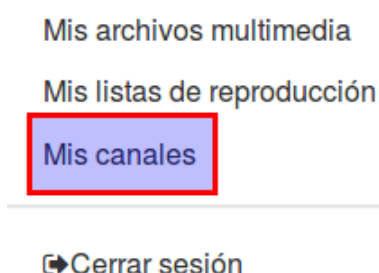 Mis archivos multimedia
Mis listas de reproducción
Mis canales
Cerrar sesión